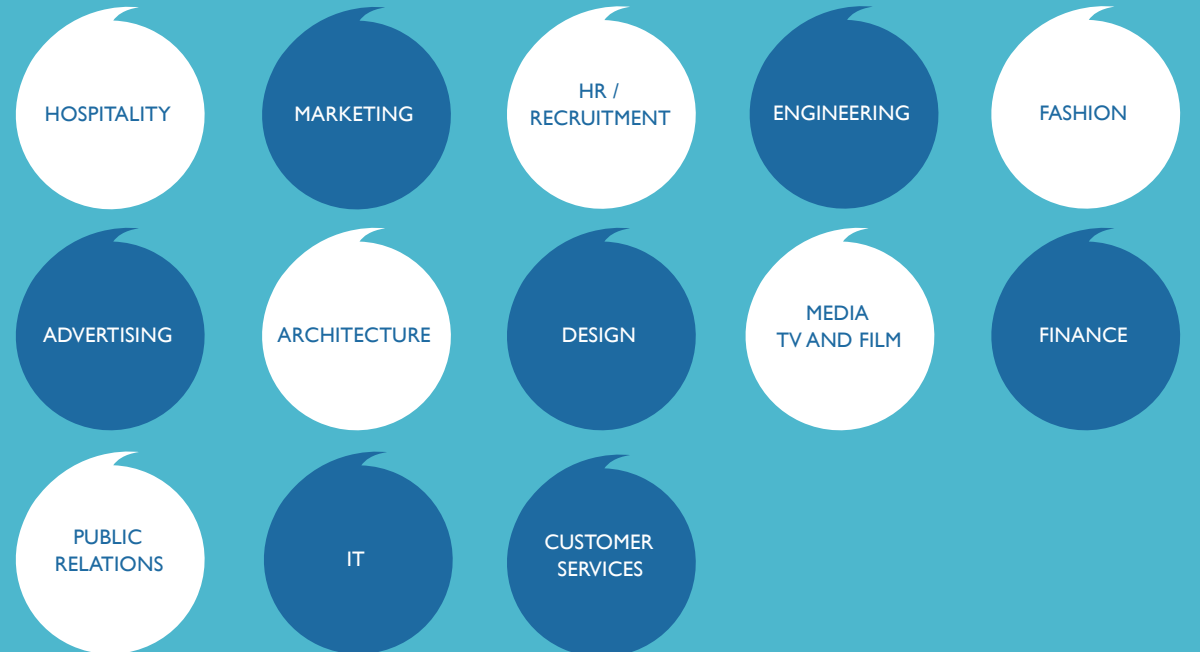 HOSPITALITY
MARKETING
HR /
RECRUITMENT
ENGINEERING
FASHION
ADVERTISING
ARCHITECTURE
DESIGN
MEDIA
TV AND FILM
FINANCE
PUBLIC
RELATIONS
IT
CUSTOMER
SERVICES